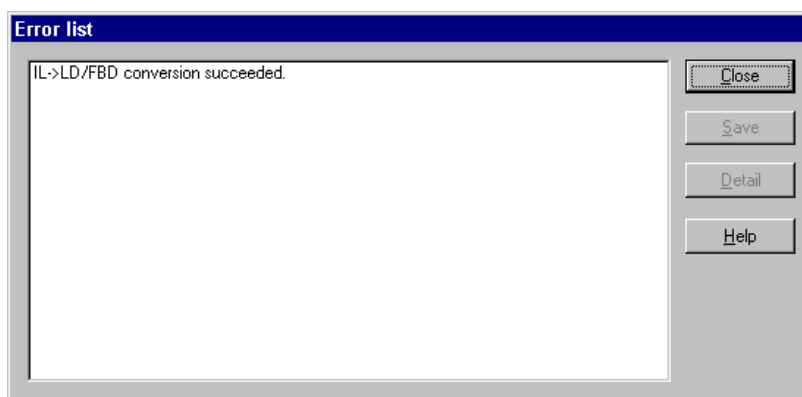 Error list
IL->LD/FBD conversion succeeded.
Close
Save
Detail
Help